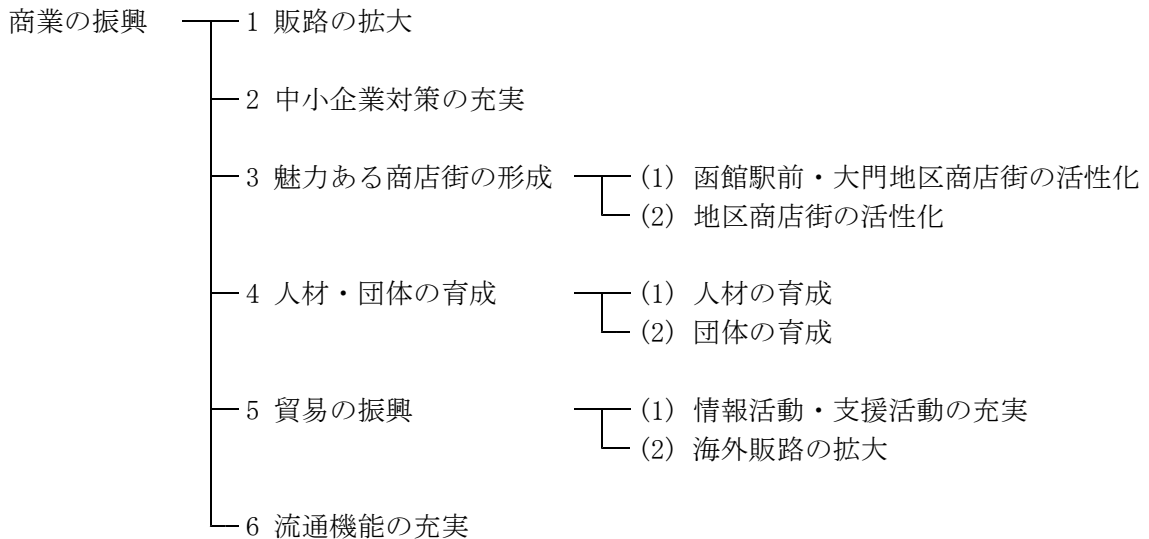 商業の振興 1 販路の拡大
2 中小企業対策の充実
3 魅力ある商店街の形成 (1) 函館駅前・大門地区商店街の活性化
(2) 地区商店街の活性化
4 人材・団体の育成 (1) 人材の育成
(2) 団体の育成
5 貿易の振興 (1) 情報活動・支援活動の充実
(2) 海外販路の拡大
6 流通機能の充実